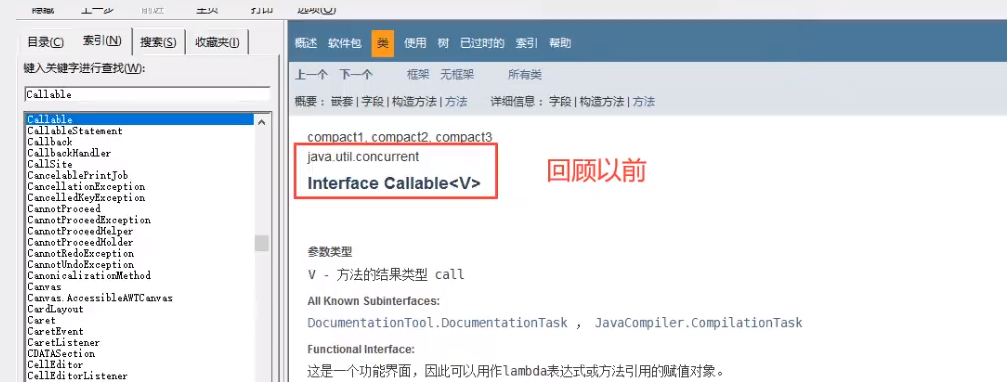 隐藏 上一步 前进 主页 打印 选项(O)
目录(C) 索引(N) 搜索(S) 收藏夹(I)
键入关键字进行查找(W):
Callable
Callable
CallableStatement
Callback
CallbackHandler
CallSite
CancelablePrintJob
CancellationException
CancelledKeyException
CannotProceed
CannotProceedException
CannotProceedHelper
CannotProceedHolder
CannotRedoException
CannotUndoException
CanonicalizationMethod
Canvas
Canvas.AccessibleAWTCanvas
CardLayout
Caret
CaretEvent
CaretListener
CDATASection
CellEditor
CellEditorListener
概述 软件包 类 使用 树 已过时的 索引 帮助
上一个 下一个 框架 无框架 所有类
概要： 嵌套 | 字段 | 构造方法 | 方法 详细信息： 字段 | 构造方法 | 方法
compact1, compact2, compact3
java.util.concurrent
Interface Callable<V>
回顾以前
参数类型
V - 方法的结果类型 call
All Known Subinterfaces:
DocumentationTool.DocumentationTask ， JavaCompiler.CompilationTask
Functional Interface:
这是一个功能界面，因此可以用作lambda表达式或方法引用的赋值对象。